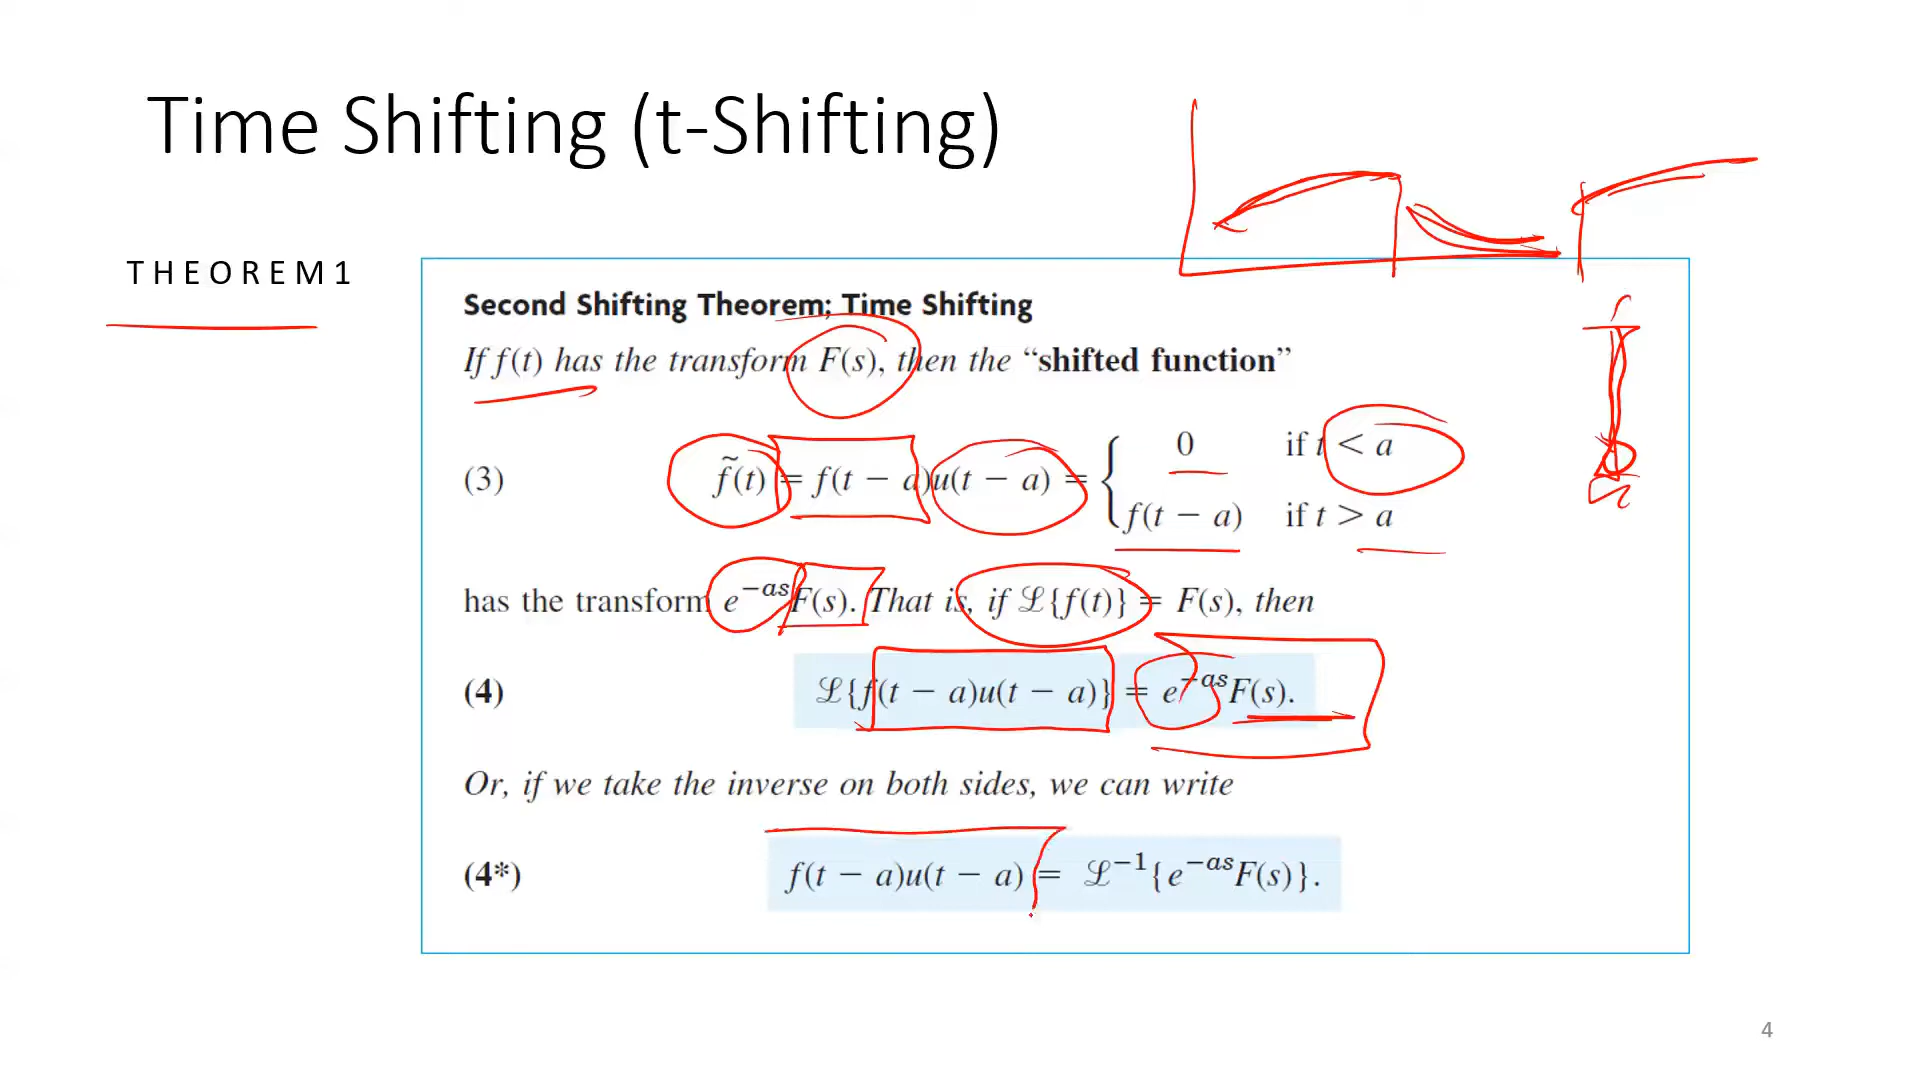 Time Shifting (t-Shifting)
THEOREM1
Second Shifting Theorem; Time Shifting
If f(t) has the transform F(s), then the “shifted function”
(3) f̃(t) = f(t − a)u(t − a) = { 0 if t < a
f(t − a) if t > a
has the transform e^{−as}F(s). That is, if ℒ{f(t)} = F(s), then
(4) ℒ{f(t − a)u(t − a)} = e^{−as}F(s).
Or, if we take the inverse on both sides, we can write
(4*) f(t − a)u(t − a) = ℒ^{−1}{e^{−as}F(s)}.
4